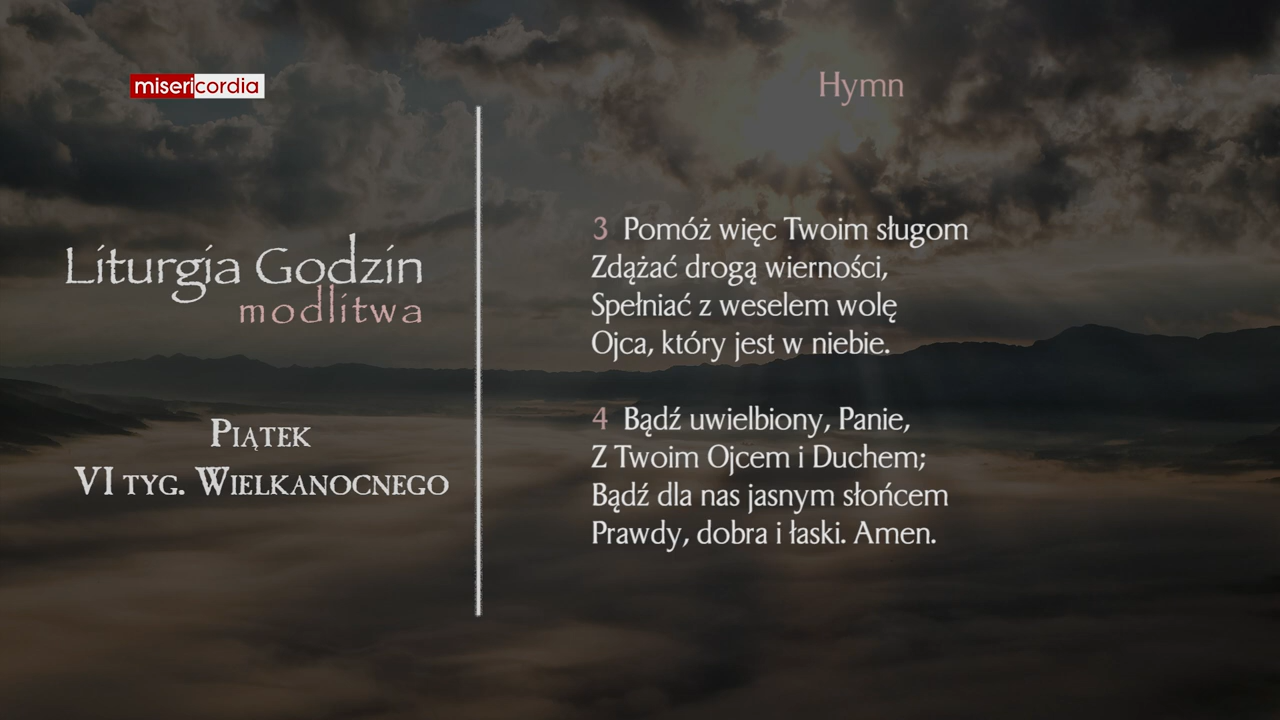 misericordia
Liturgia Godzin
modlitwa
Piątek
VI tyg. Wielkanocnego
Hymn
3 Pomóż więc Twoim sługom
Zdążać drogą wierności,
Spełniać z weselem wolę
Ojca, który jest w niebie.
4 Bądź uwielbiony, Panie,
Z Twoim Ojcem i Duchem;
Bądź dla nas jasnym słońcem
Prawdy, dobra i łaski. Amen.